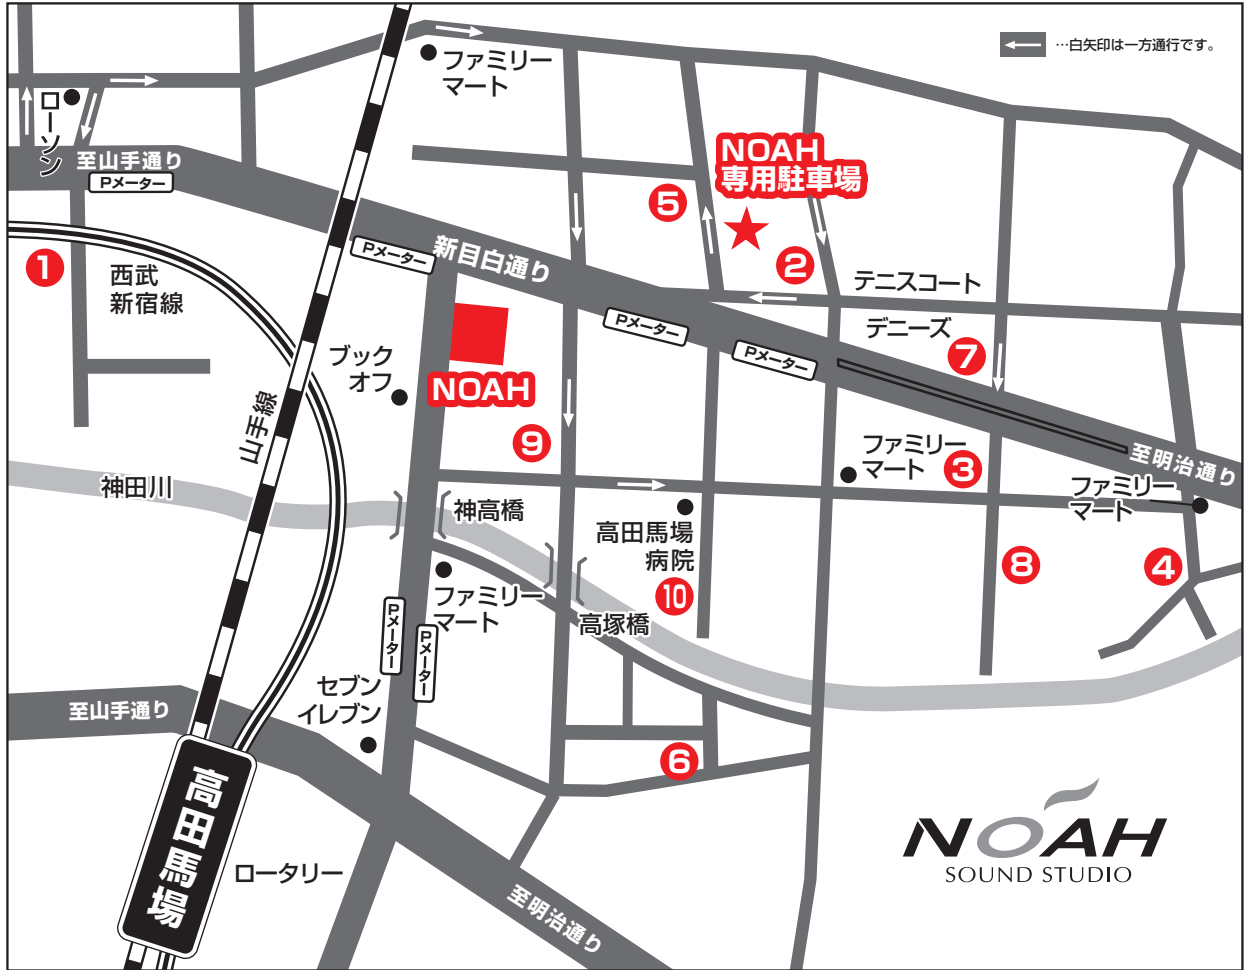 …白矢印は一方通行です。
ファミリー
マート
ローソン
至山手通り
Pメーター
NOAH
専用駐車場
5
2
1
西武
新宿線
Pメーター
新目白通り
テニスコート
デニーズ
7
Pメーター
Pメーター
ブック
オフ
NOAH
山手線
9
ファミリー
マート
3
至明治通り
ファミリー
マート
神田川
神高橋
高田馬場
病院
10
8
4
ファミリー
マート
高塚橋
Pメーター
Pメーター
セブン
イレブン
至山手通り
6
高田馬場
ロータリー
至明治通り
NOAH
SOUND STUDIO